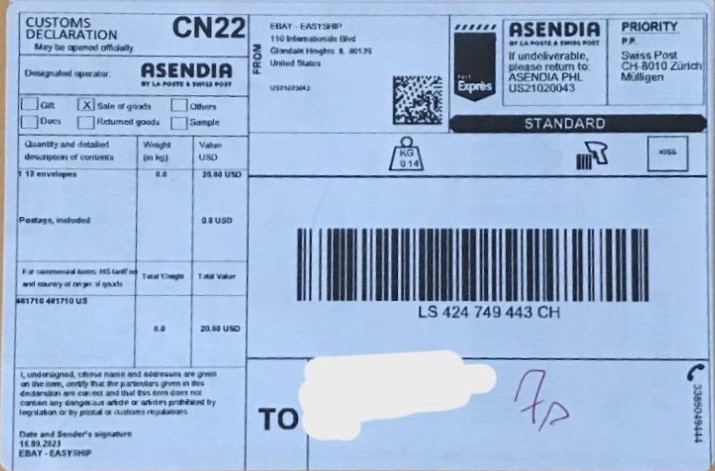 CUSTOMS
DECLARATION
May be opened officially
CN22
Designated operator.
ASENDIA
BY LA POSTE & SWISS POST
Gift
X Sale of goods
Others
Docs
Returned goods
Sample
Quantity and detailed
description of contents
Weight
(in kg)
Value
USD
1 10 envelopes
0.0
20.00 USD
Postage, included
0.0 USD
For commercial items: HS tariff no
and country of origin of goods
Total Weight
Total Value
481710 481710 US
0.0
20.00 USD
I, undersigned, whose name and addresses are given
on the item, certify that the particulars given in this
declaration are correct and that this item does not
contain any dangerous article or articles prohibited by
legislation or by postal or customs regulations.
Date and Sender's signature
16.09.2023
EBAY - EASYSHIP
FROM
EBAY - EASYSHIP
110 Internationale Blvd
Glendale Heights IL 60139
United States
US21020043
Exprès
ASENDIA
BY LA POSTE & SWISS POST
If undeliverable,
please return to:
ASENDIA PHL
US21020043
PRIORITY
P.P.
Swiss Post
CH-8010 Zürich
Mülligen
STANDARD
KG
0.14
LS 424 749 443 CH
TO
3385049444